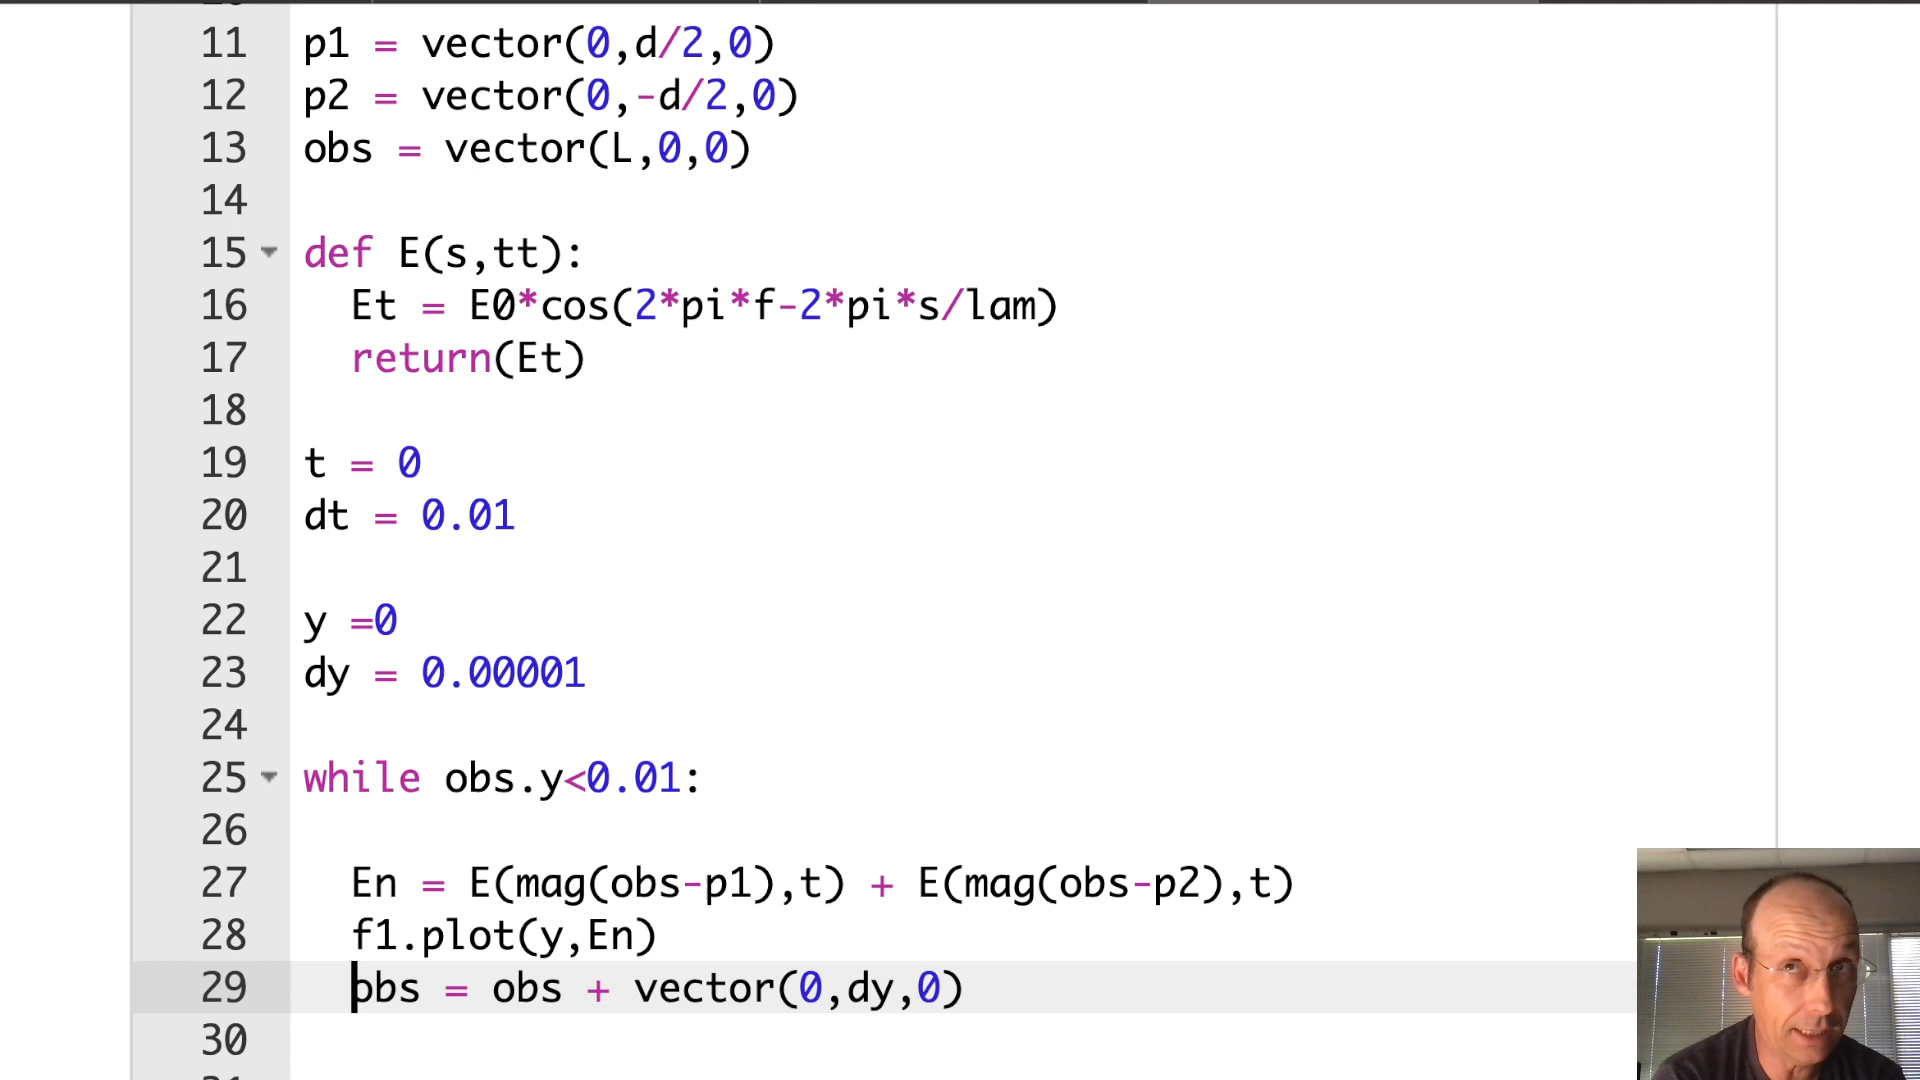 11 p1 = vector(0,d/2,0)
12 p2 = vector(0,-d/2,0)
13 obs = vector(L,0,0)
14
15 def E(s,tt):
16   Et = E0*cos(2*pi*f-2*pi*s/lam)
17   return(Et)
18
19 t = 0
20 dt = 0.01
21
22 y =0
23 dy = 0.00001
24
25 while obs.y<0.01:
26
27   En = E(mag(obs-p1),t) + E(mag(obs-p2),t)
28   f1.plot(y,En)
29   obs = obs + vector(0,dy,0)
30